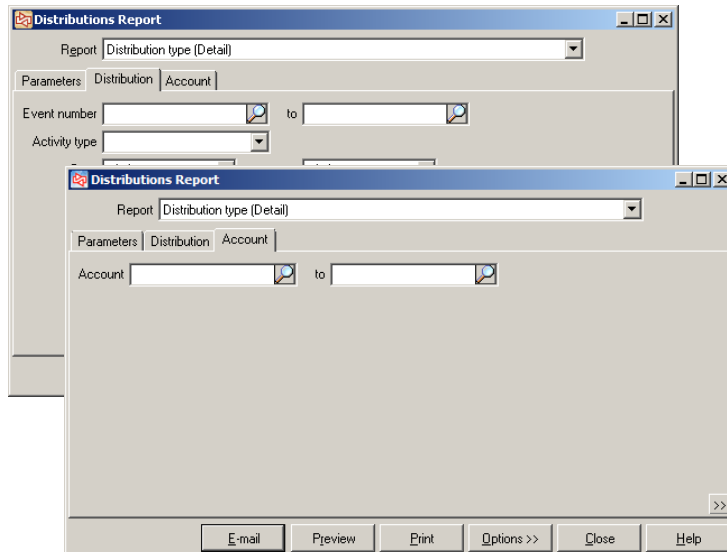 Distributions Report
Report Distribution type (Detail)
Parameters Distribution Account
Event number to
Activity type
Distributions Report
Report Distribution type (Detail)
Parameters Distribution Account
Account to
>>
E-mail Preview Print Options >> Close Help